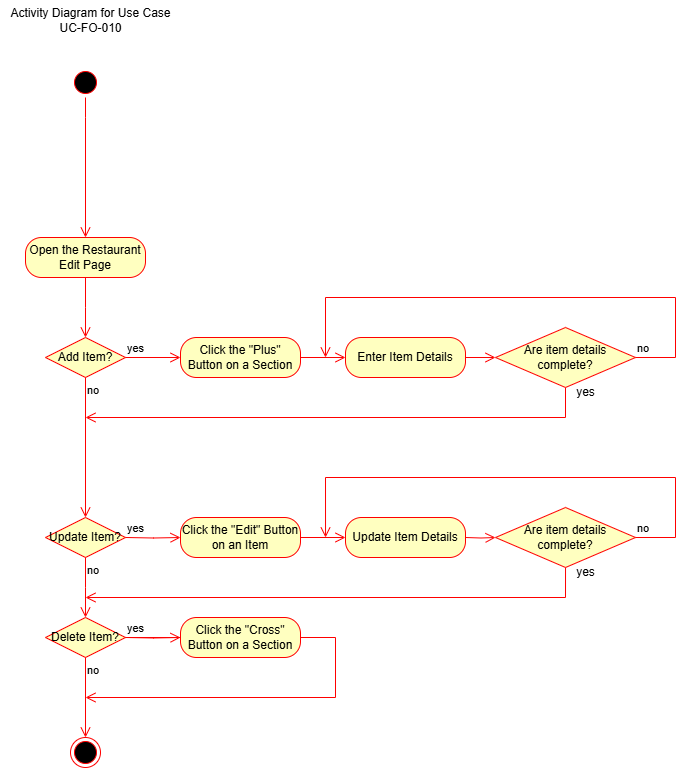 Activity Diagram for Use Case
UC-FO-010
Open the Restaurant
Edit Page
Add Item?
yes
no
Click the "Plus"
Button on a Section
Enter Item Details
Are item details
complete?
no
yes
Update Item?
yes
no
Click the "Edit" Button
on an Item
Update Item Details
Are item details
complete?
no
yes
Delete Item?
yes
no
Click the "Cross"
Button on a Section